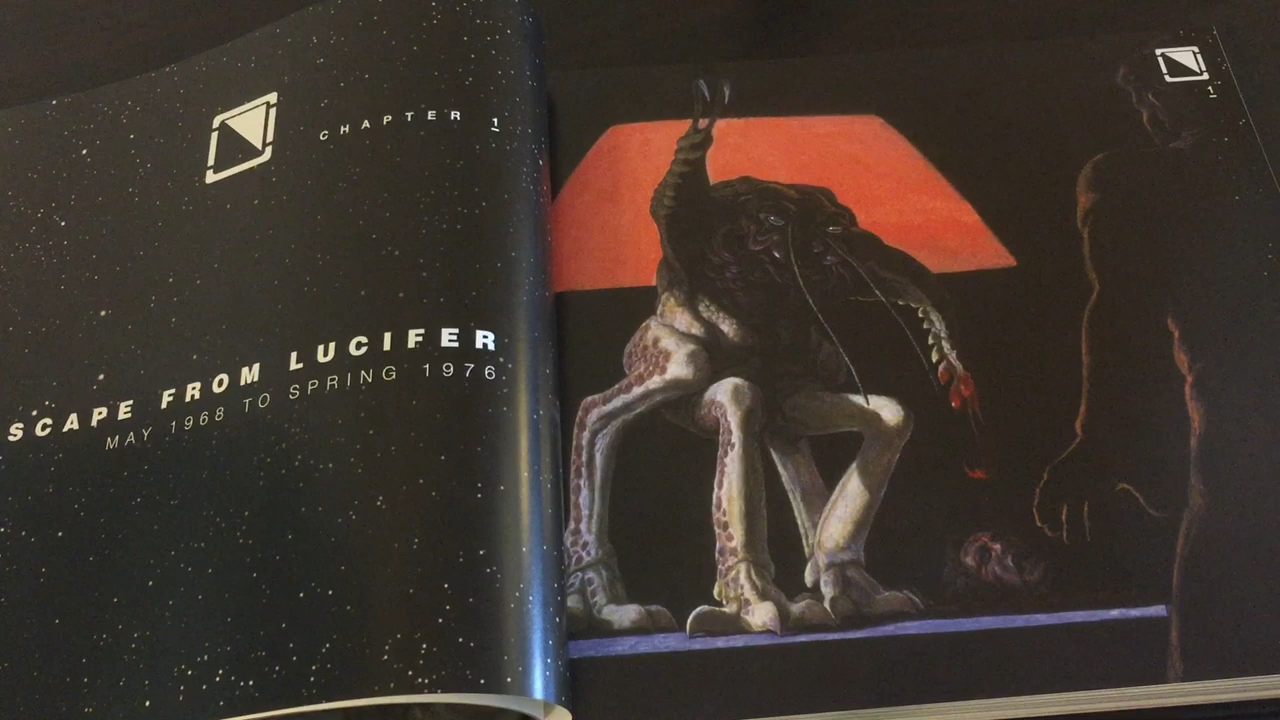 CHAPTER 1
SCAPE FROM LUCIFER
MAY 1968 TO SPRING 1976
1